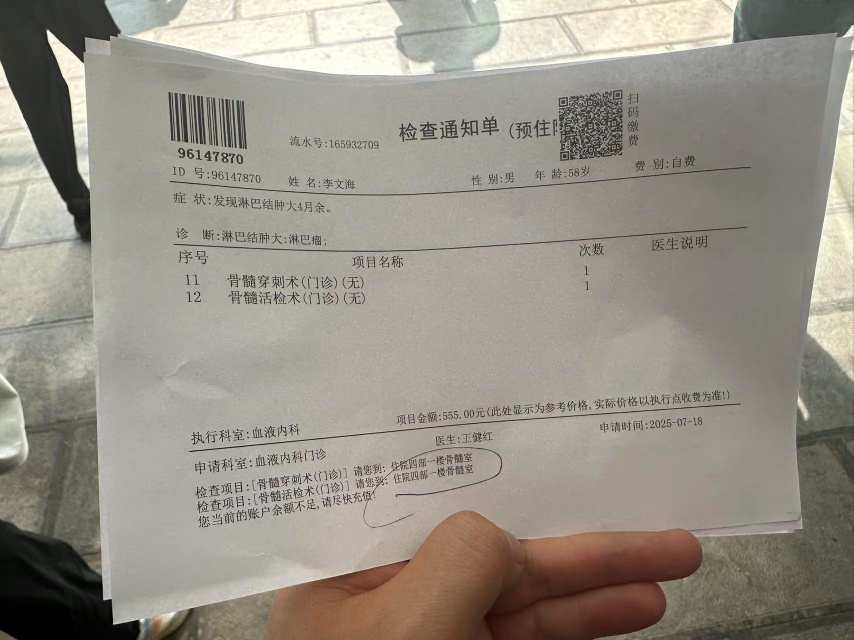 96147870
流水号:165932709
检查通知单 (预住
扫码缴费
ID 号:96147870 姓 名:李文海 性 别:男 年 龄:58岁 费 别:自费
症 状:发现淋巴结肿大4月余。
诊 断:淋巴结肿大:淋巴瘤;
序号 项目名称 次数 医生说明
11 骨髓穿刺术(门诊)(无) 1
12 骨髓活检术(门诊)(无) 1
项目金额:555.00元(此处显示为参考价格,实际价格以执行点收费为准!)
执行科室:血液内科
申请科室:血液内科门诊 医生:王健红 申请时间:2025-07-18
检查项目:[骨髓穿刺术(门诊)] 请您到: 住院四部一楼骨髓室
检查项目:[骨髓活检术(门诊)] 请您到: 住院四部一楼骨髓室
您当前的账户余额不足,请尽快充值!